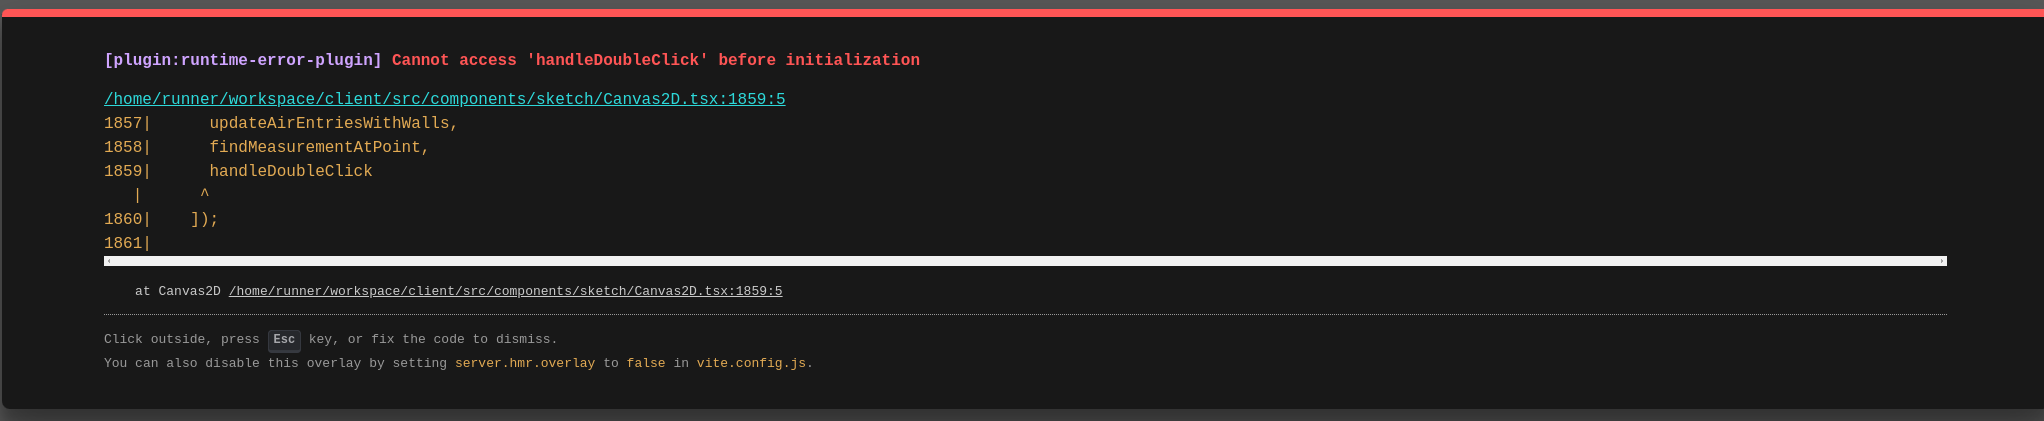 [plugin:runtime-error-plugin] Cannot access 'handleDoubleClick' before initialization
/home/runner/workspace/client/src/components/sketch/Canvas2D.tsx:1859:5
1857|      updateAirEntriesWithWalls,
1858|      findMeasurementAtPoint,
1859|      handleDoubleClick
   |      ^
1860|    ]);
1861|
    at Canvas2D /home/runner/workspace/client/src/components/sketch/Canvas2D.tsx:1859:5
Click outside, press Esc key, or fix the code to dismiss.
You can also disable this overlay by setting server.hmr.overlay to false in vite.config.js.